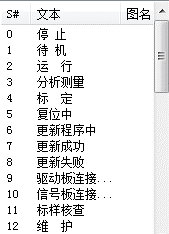 S# 文本 图名
0 停 止
1 待 机
2 运　行
3 分析测量
4 标　定
5 复位中
6 更新程序中
7 更新成功
8 更新失败
9 驱动板连接...
10 信号板连接...
11 标样核查
12 维　护